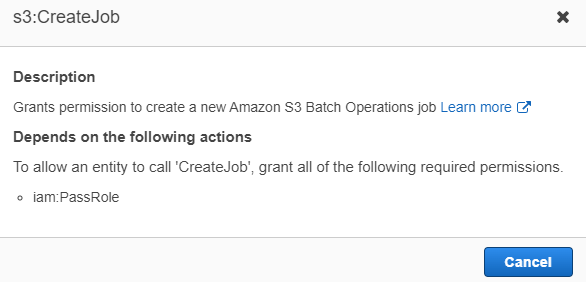 s3:CreateJob
Description
Grants permission to create a new Amazon S3 Batch Operations job Learn more
Depends on the following actions
To allow an entity to call 'CreateJob', grant all of the following required permissions.
iam:PassRole
Cancel